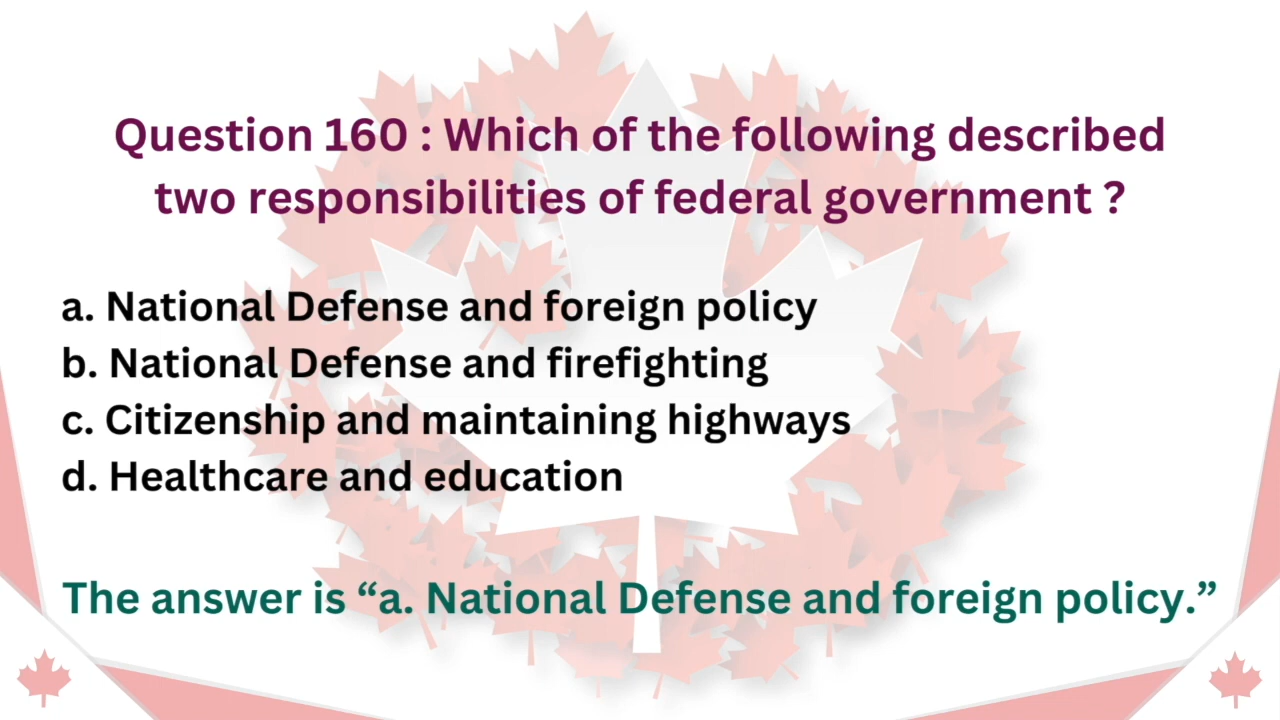 Question 160 : Which of the following described
two responsibilities of federal government ?
a. National Defense and foreign policy
b. National Defense and firefighting
c. Citizenship and maintaining highways
d. Healthcare and education
The answer is “a. National Defense and foreign policy.”